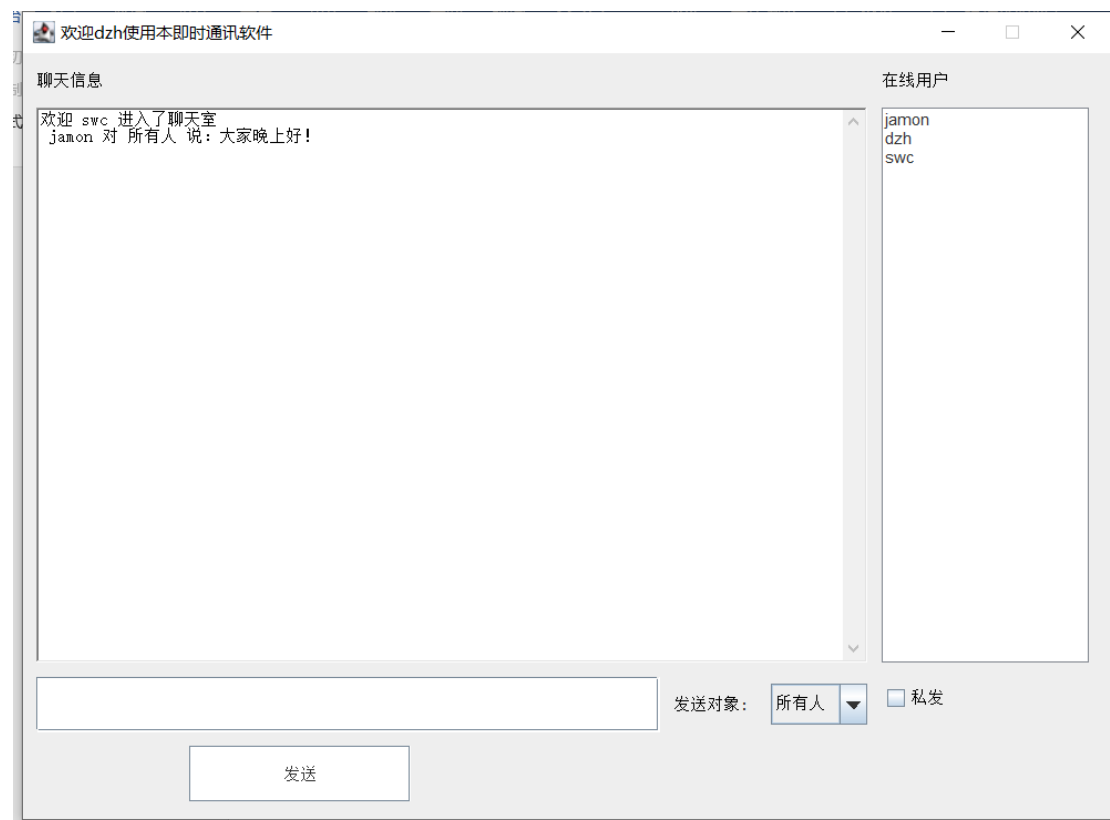 欢迎dzh使用本即时通讯软件
聊天信息
在线用户
欢迎 swc 进入了聊天室
jamon 对 所有人 说：大家晚上好！
jamon
dzh
swc
发送对象：
所有人
私发
发送